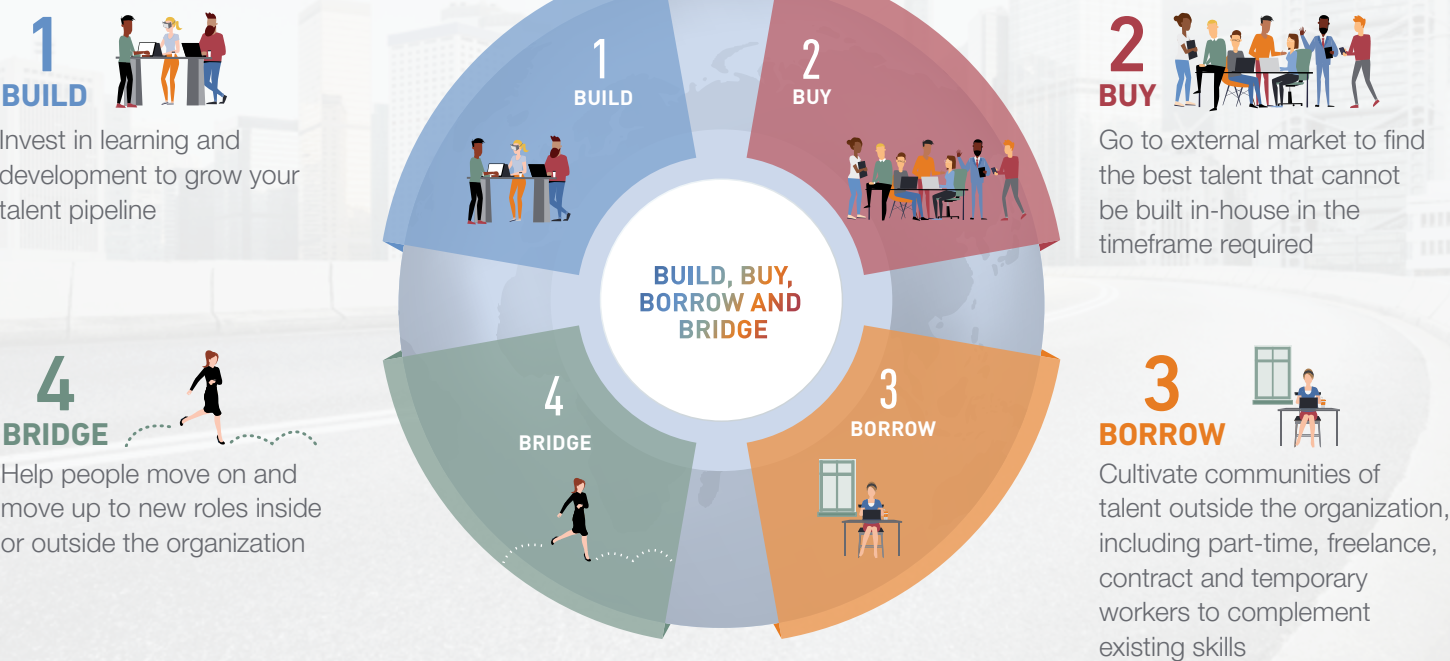 1
BUILD
Invest in learning and
development to grow your
talent pipeline
1
BUILD
2
BUY
2
BUY
Go to external market to find
the best talent that cannot
be built in-house in the
timeframe required
BUILD, BUY,
BORROW AND
BRIDGE
4
BRIDGE
Help people move on and
move up to new roles inside
or outside the organization
4
BRIDGE
3
BORROW
3
BORROW
Cultivate communities of
talent outside the organization,
including part-time, freelance,
contract and temporary
workers to complement
existing skills